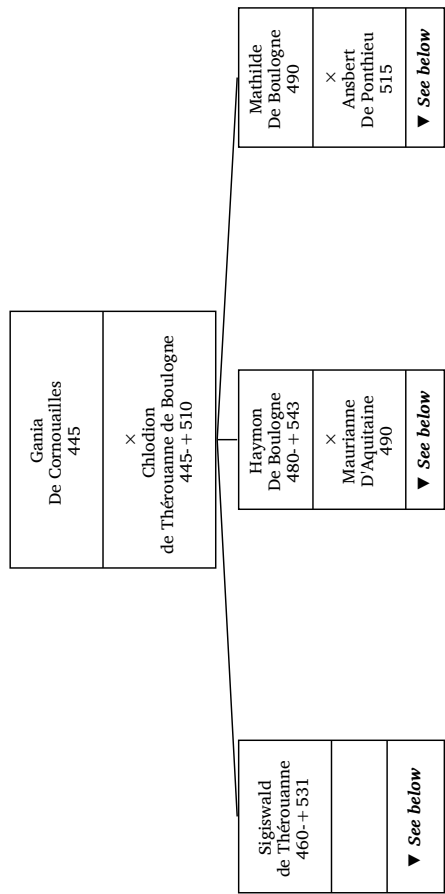 Gania
De Cornouailles
445
×
Chlodion
de Thérouanne de Boulogne
445-+510
Sigiswald
de Thérouanne
460-+531
▼ See below
Haymon
De Boulogne
480-+543
×
Maurianne
D'Aquitaine
490
▼ See below
Mathilde
De Boulogne
490
×
Ansbert
De Ponthieu
515
▼ See below